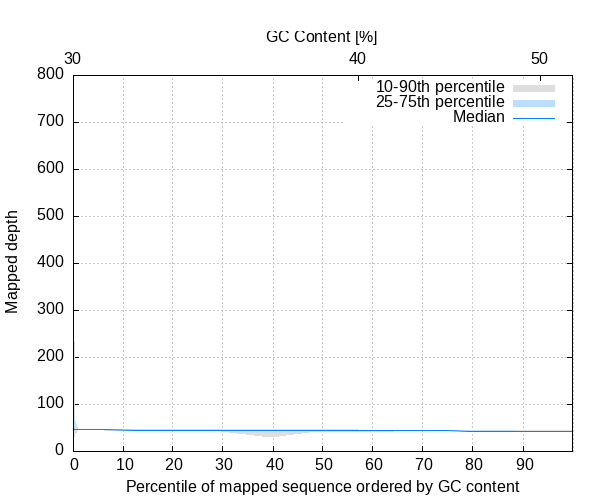 GC Content [%]
30 40 50
800
10-90th percentile
25-75th percentile
Median
700
600
500
400
300
200
100
0
Mapped depth
0 10 20 30 40 50 60 70 80 90
Percentile of mapped sequence ordered by GC content